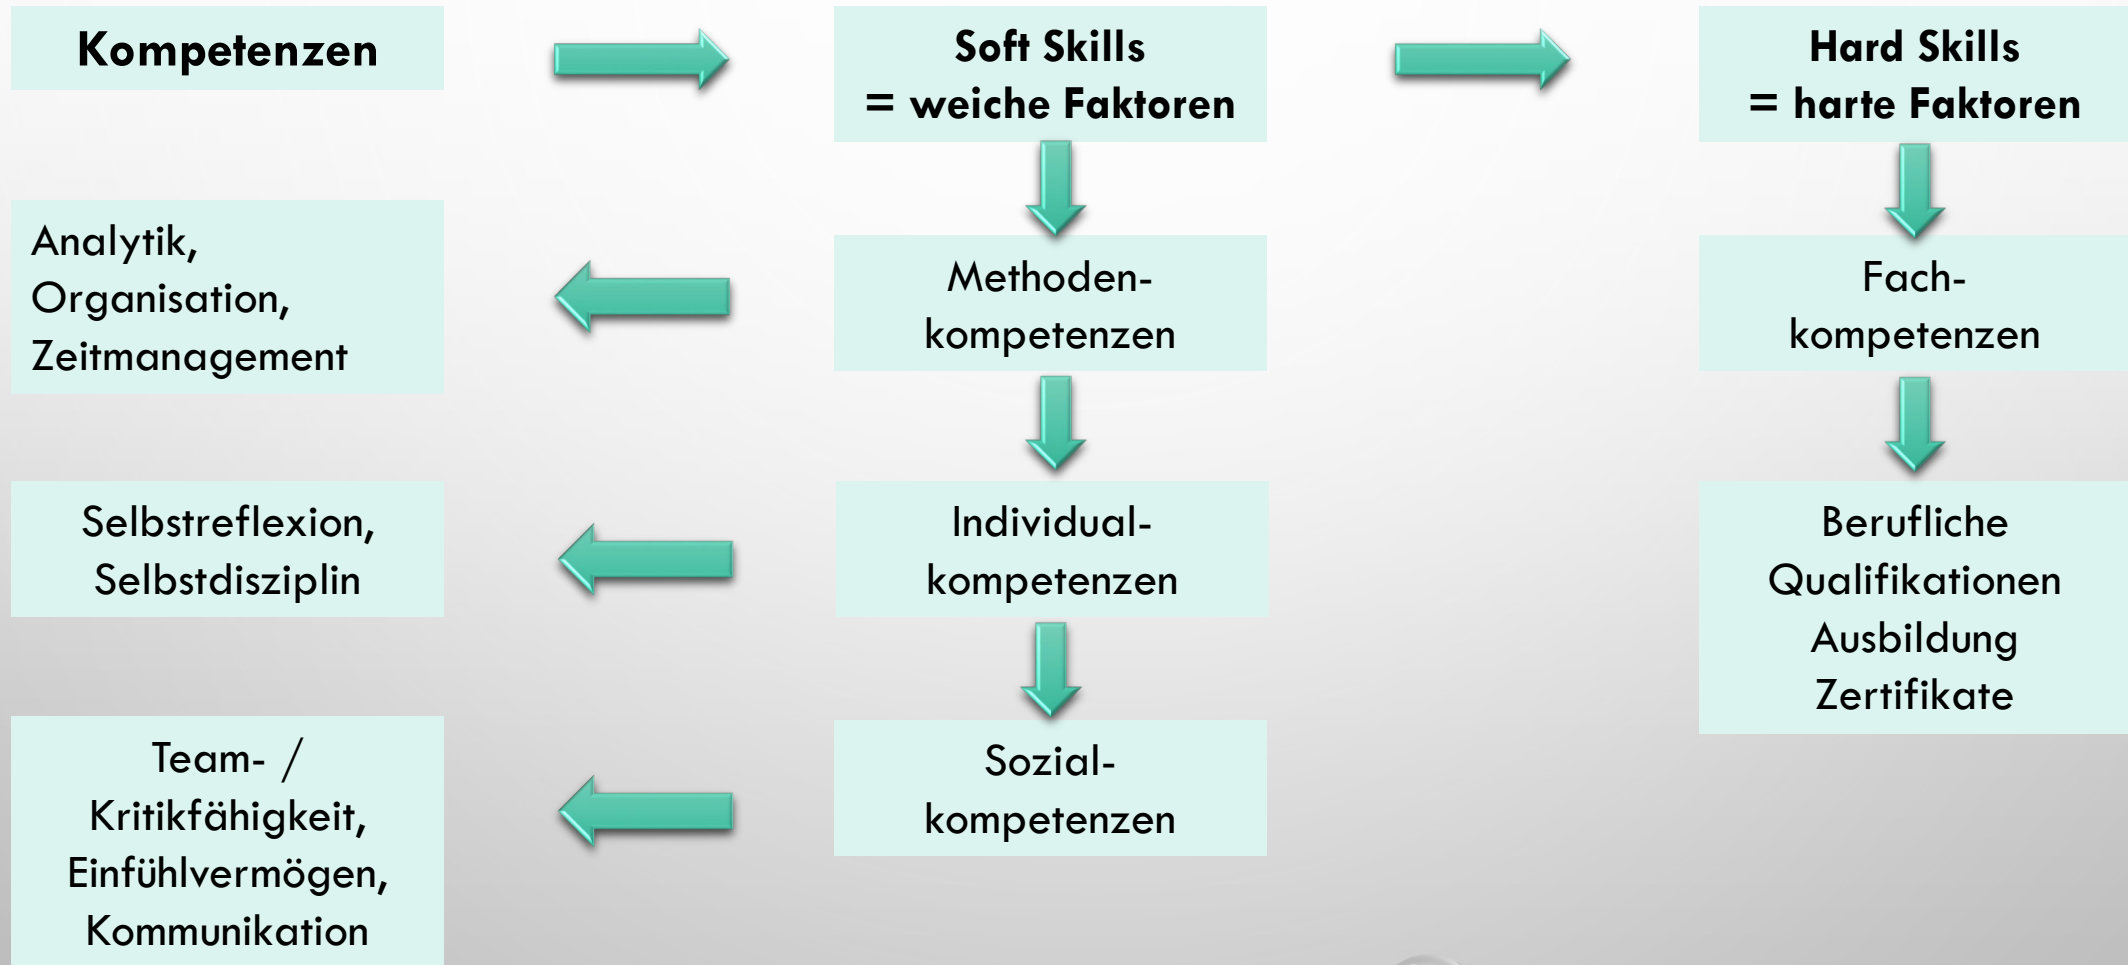 Kompetenzen
Soft Skills
= weiche Faktoren
Hard Skills
= harte Faktoren
Analytik,
Organisation,
Zeitmanagement
Methoden-
kompetenzen
Fach-
kompetenzen
Selbstreflexion,
Selbstdisziplin
Individual-
kompetenzen
Berufliche
Qualifikationen
Ausbildung
Zertifikate
Team- /
Kritikfähigkeit,
Einfühlvermögen,
Kommunikation
Sozial-
kompetenzen